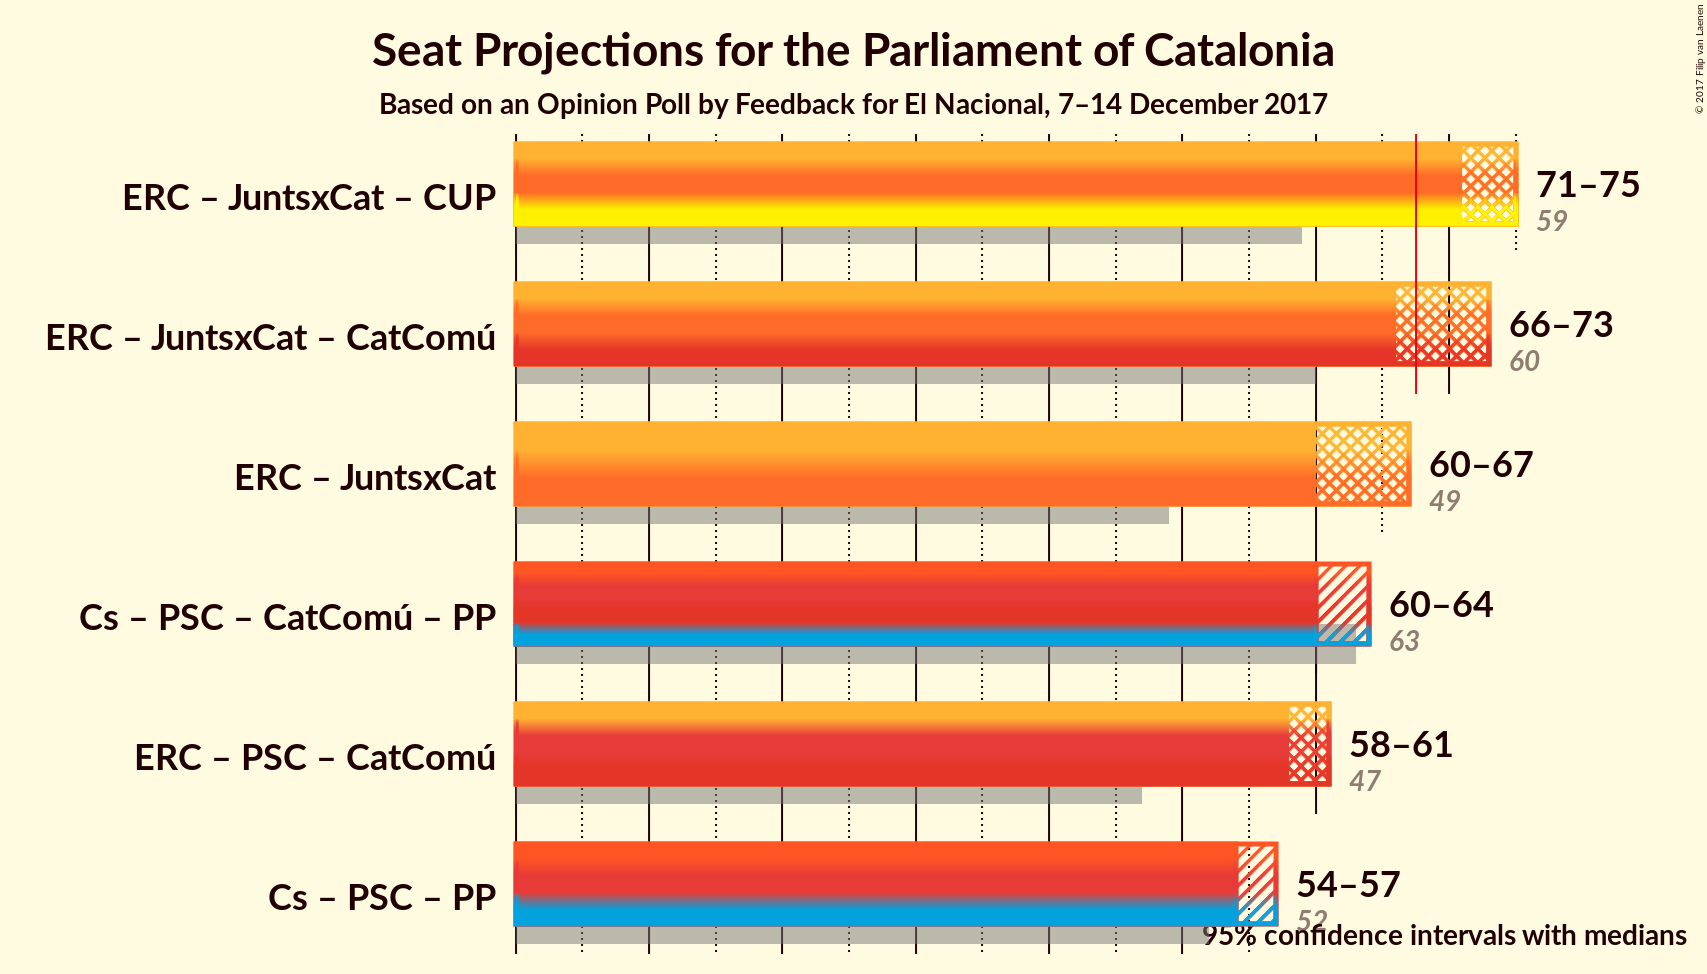 Seat Projections for the Parliament of Catalonia
Based on an Opinion Poll by Feedback for El Nacional, 7–14 December 2017
© 2017 Filip van Laenen
ERC – JuntsxCat – CUP
71–75
59
ERC – JuntsxCat – CatComú
66–73
60
ERC – JuntsxCat
60–67
49
Cs – PSC – CatComú – PP
60–64
63
ERC – PSC – CatComú
58–61
47
Cs – PSC – PP
54–57
52
95% confidence intervals with medians